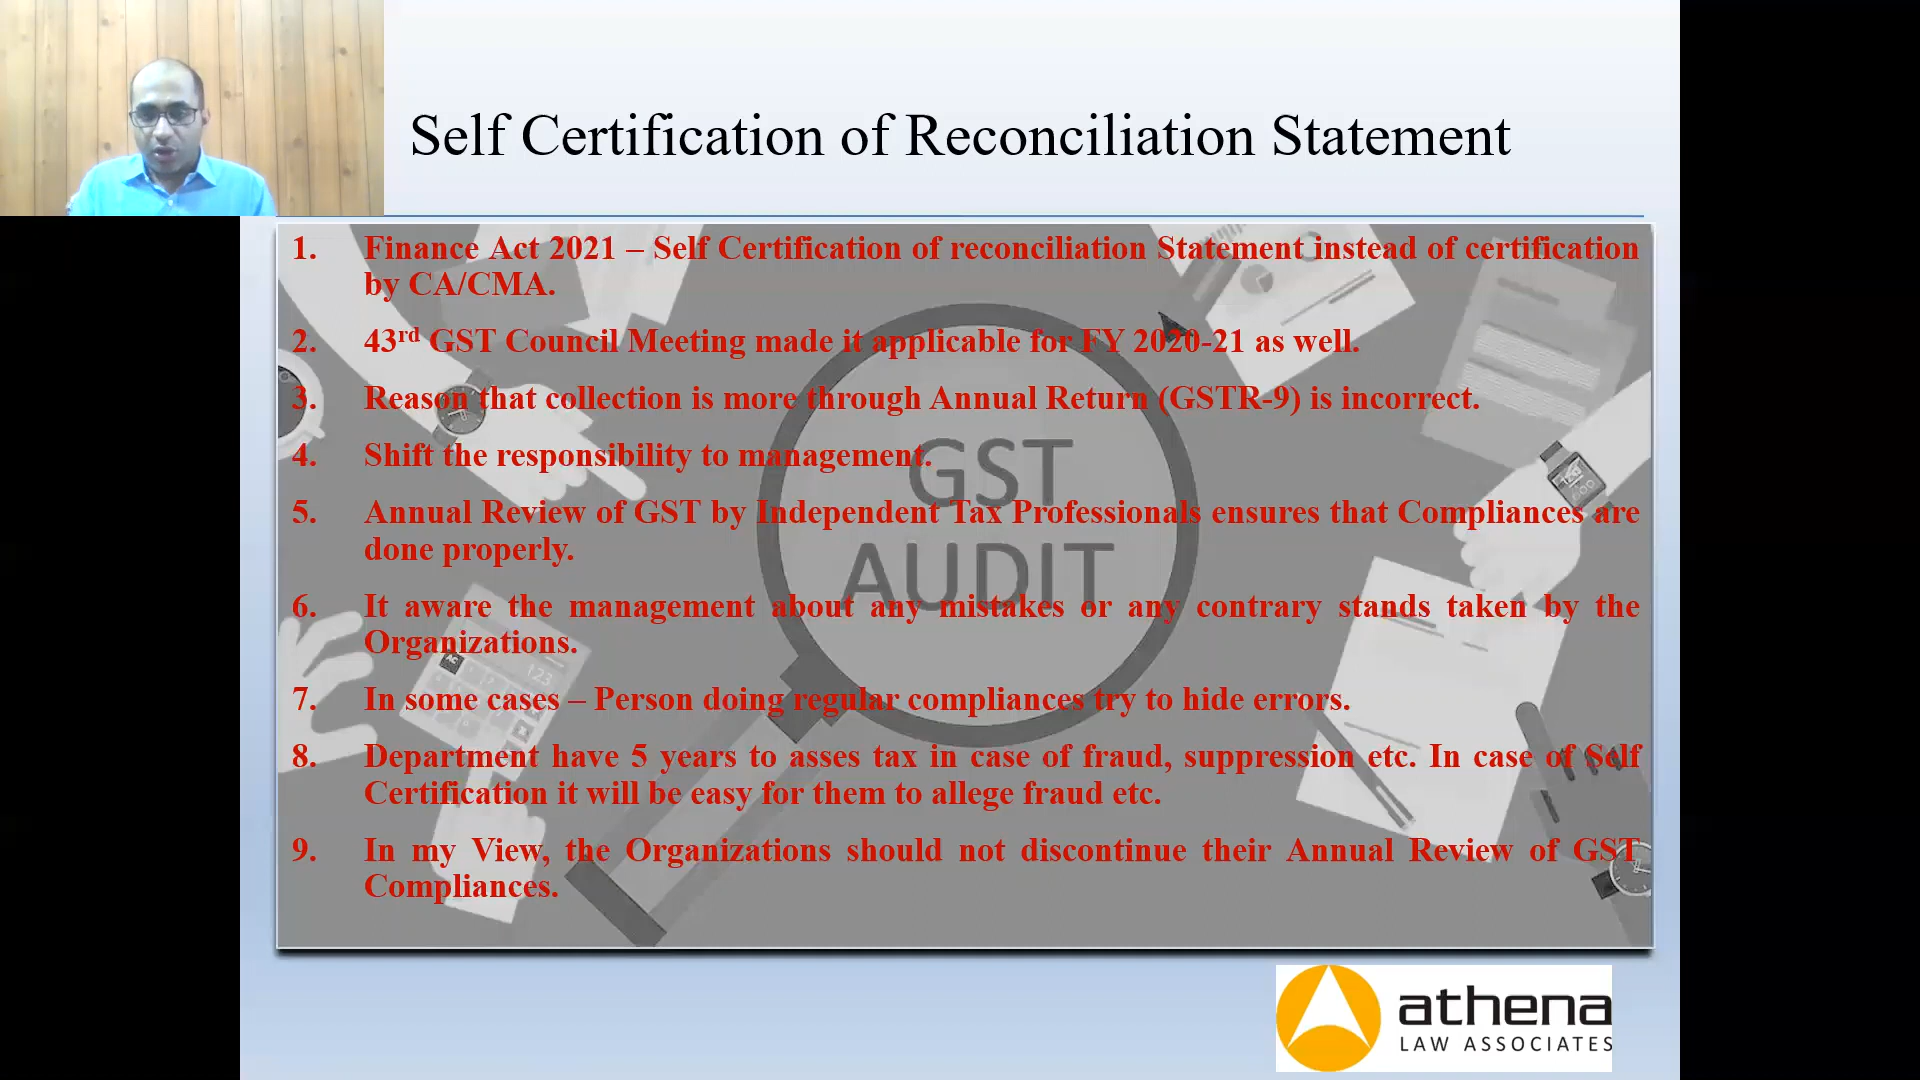 Self Certification of Reconciliation Statement
1. Finance Act 2021 – Self Certification of reconciliation Statement instead of certification
by CA/CMA.
2. 43rd GST Council Meeting made it applicable for FY 2020-21 as well.
3. Reason that collection is more through Annual Return (GSTR-9) is incorrect.
4. Shift the responsibility to management.
5. Annual Review of GST by Independent Tax Professionals ensures that Compliances are
done properly.
6. It aware the management about any mistakes or any contrary stands taken by the
Organizations.
7. In some cases – Person doing regular compliances try to hide errors.
8. Department have 5 years to asses tax in case of fraud, suppression etc. In case of Self
Certification it will be easy for them to allege fraud etc.
9. In my View, the Organizations should not discontinue their Annual Review of GST
Compliances.
GST
AUDIT
athena
LAW ASSOCIATES